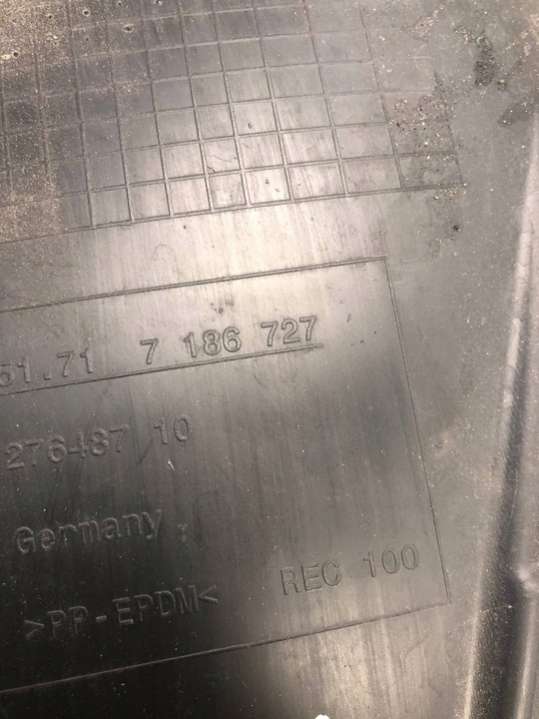 51.71 7 186 727
276487 10
Germany
>PP-EPDM< REC 100